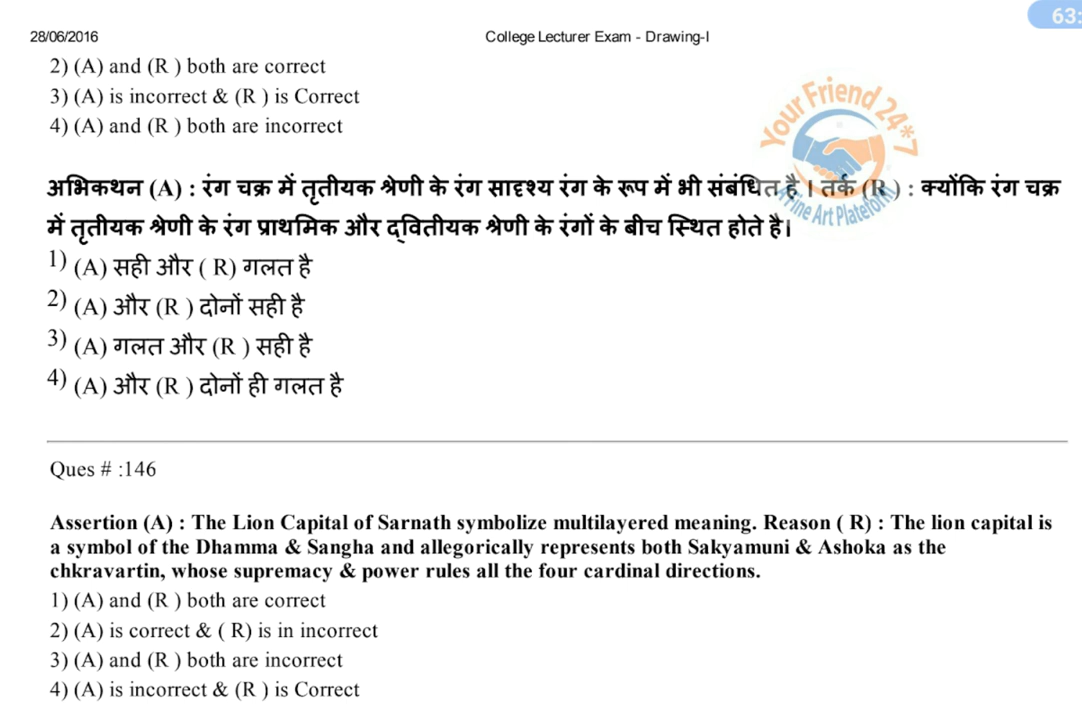 63:
28/06/2016 College Lecturer Exam - Drawing-I
2) (A) and (R ) both are correct
3) (A) is incorrect & (R ) is Correct
4) (A) and (R ) both are incorrect
Your Friend 24*7
Fine Art Plateform
अभिकथन (A) : रंग चक्र में तृतीयक श्रेणी के रंग सादृश्य रंग के रूप में भी संबंधित है । तर्क (R ) : क्योंकि रंग चक्र
में तृतीयक श्रेणी के रंग प्राथमिक और द्वितीयक श्रेणी के रंगों के बीच स्थित होते है।
1) (A) सही और ( R) गलत है
2) (A) और (R ) दोनों सही है
3) (A) गलत और (R ) सही है
4) (A) और (R ) दोनों ही गलत है
Ques # :146
Assertion (A) : The Lion Capital of Sarnath symbolize multilayered meaning. Reason ( R) : The lion capital is
a symbol of the Dhamma & Sangha and allegorically represents both Sakyamuni & Ashoka as the
chkravartin, whose supremacy & power rules all the four cardinal directions.
1) (A) and (R ) both are correct
2) (A) is correct & ( R) is in incorrect
3) (A) and (R ) both are incorrect
4) (A) is incorrect & (R ) is Correct